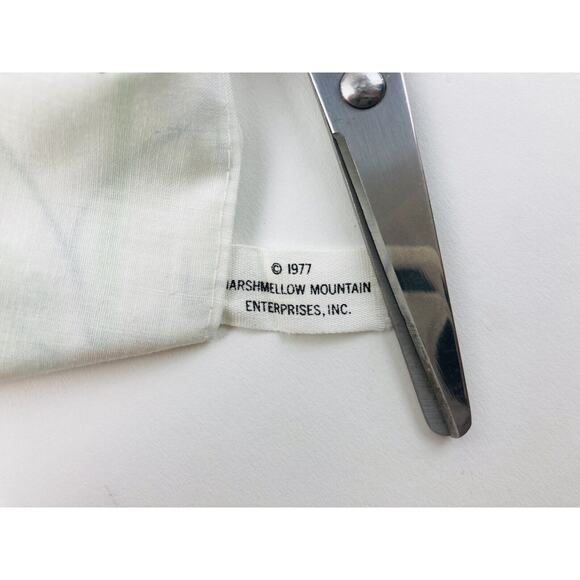 © 1977
MARSHMELLOW MOUNTAIN
ENTERPRISES, INC.